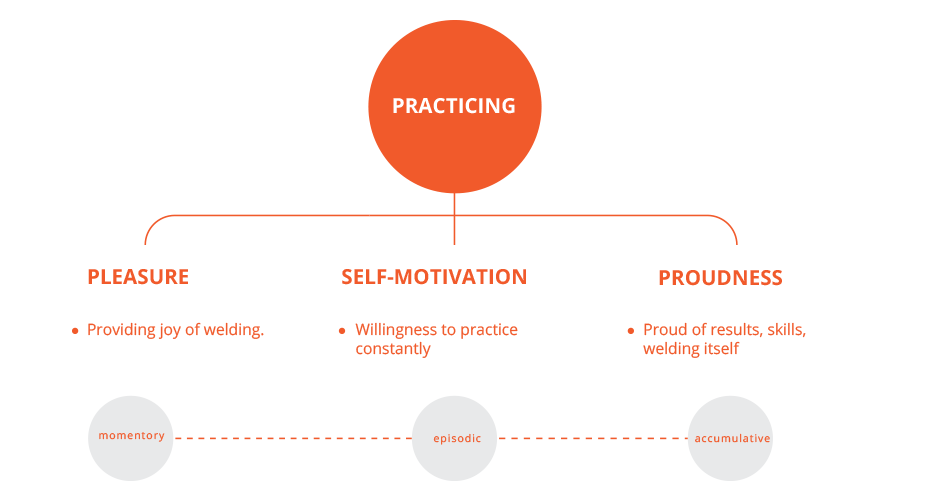 PRACTICING
PLEASURE
SELF-MOTIVATION
PROUDNESS
Providing joy of welding.
Willingness to practice
constantly
Proud of results, skills,
welding itself
momentory
episodic
accumulative